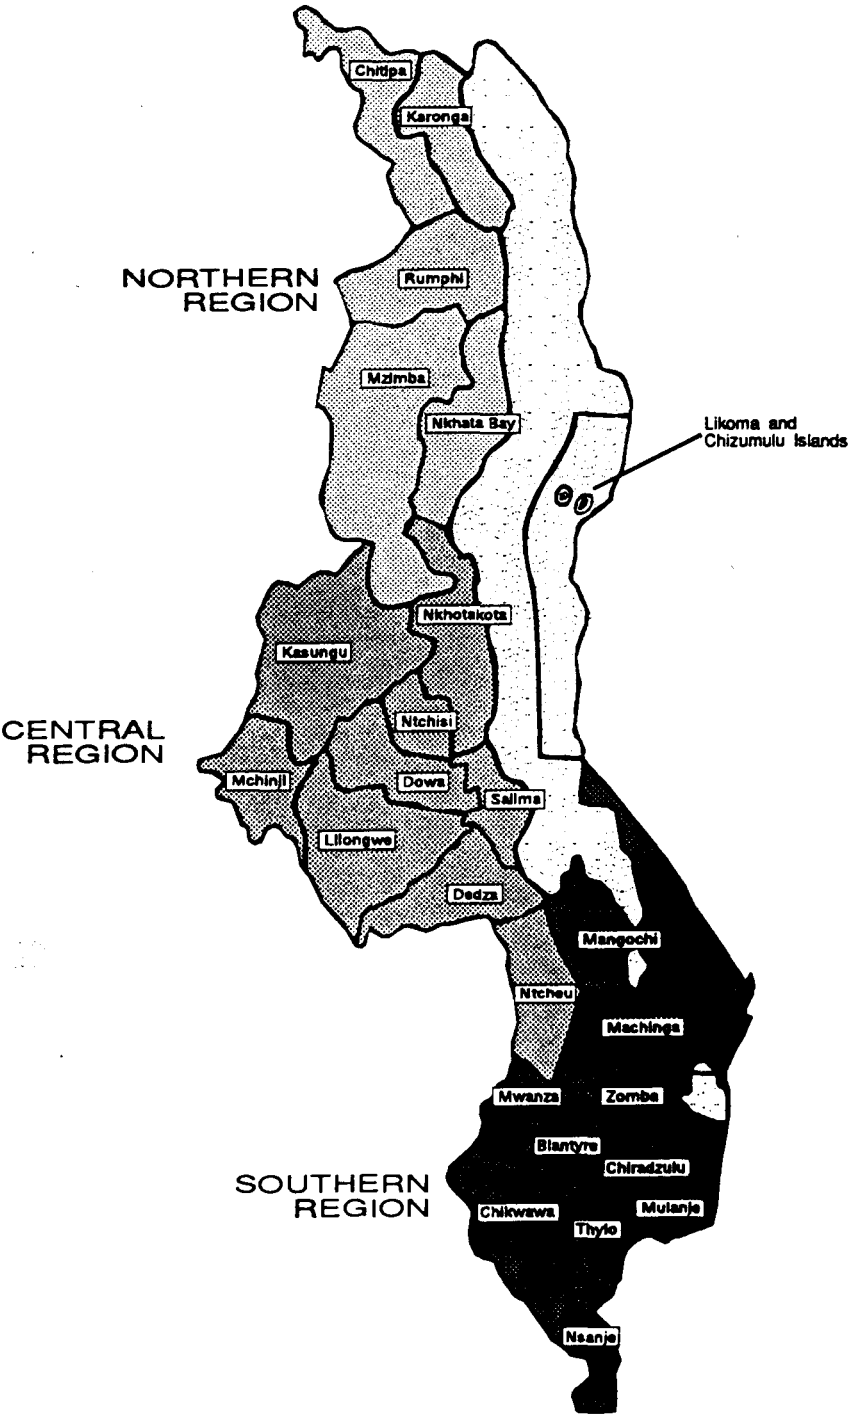 Chitipa
Karonga
NORTHERN
REGION
Rumphi
Mzimba
Nkhata Bay
Likoma and
Chizumulu Islands
Nkhotakota
Kasungu
CENTRAL
REGION
Ntchisi
Mchinji
Dowa
Salima
Lilongwe
Dedza
Mangochi
Ntcheu
Machinga
Mwanza
Zomba
Blantyre
Chiradzulu
SOUTHERN
REGION
Chikwawa
Mulanje
Thylo
Nsanje